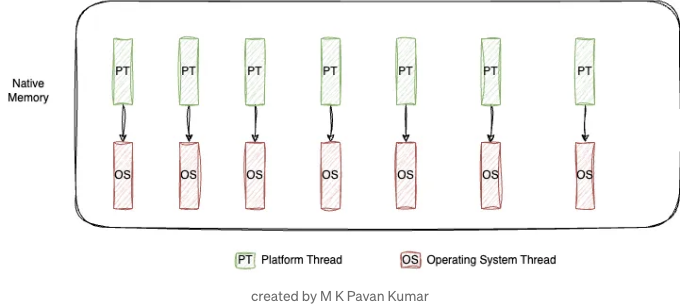 PT PT PT PT PT PT PT
Native
Memory
OS OS OS OS OS OS OS
PT Platform Thread OS Operating System Thread
created by M K Pavan Kumar